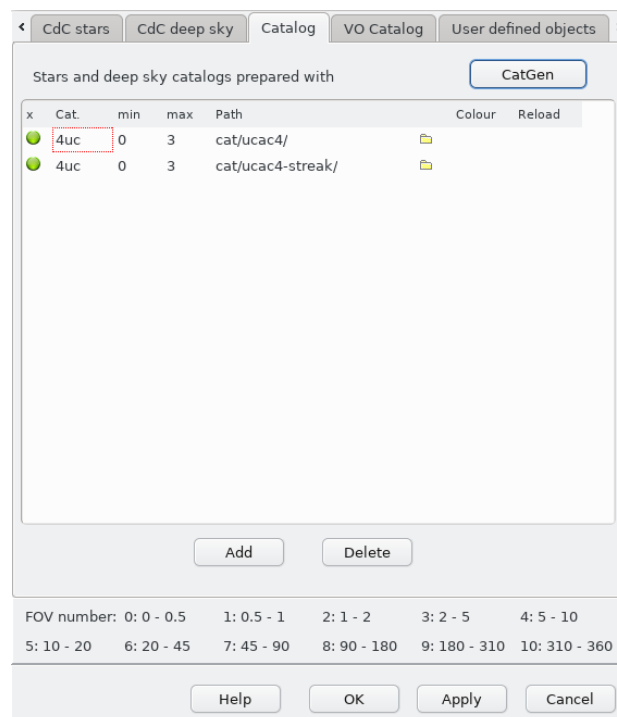 CdC stars CdC deep sky Catalog VO Catalog User defined objects
Stars and deep sky catalogs prepared with CatGen
x Cat. min max Path Colour Reload
4uc 0 3 cat/ucac4/
4uc 0 3 cat/ucac4-streak/
Add Delete
FOV number: 0: 0 - 0.5 1: 0.5 - 1 2: 1 - 2 3: 2 - 5 4: 5 - 10
5: 10 - 20 6: 20 - 45 7: 45 - 90 8: 90 - 180 9: 180 - 310 10: 310 - 360
Help OK Apply Cancel